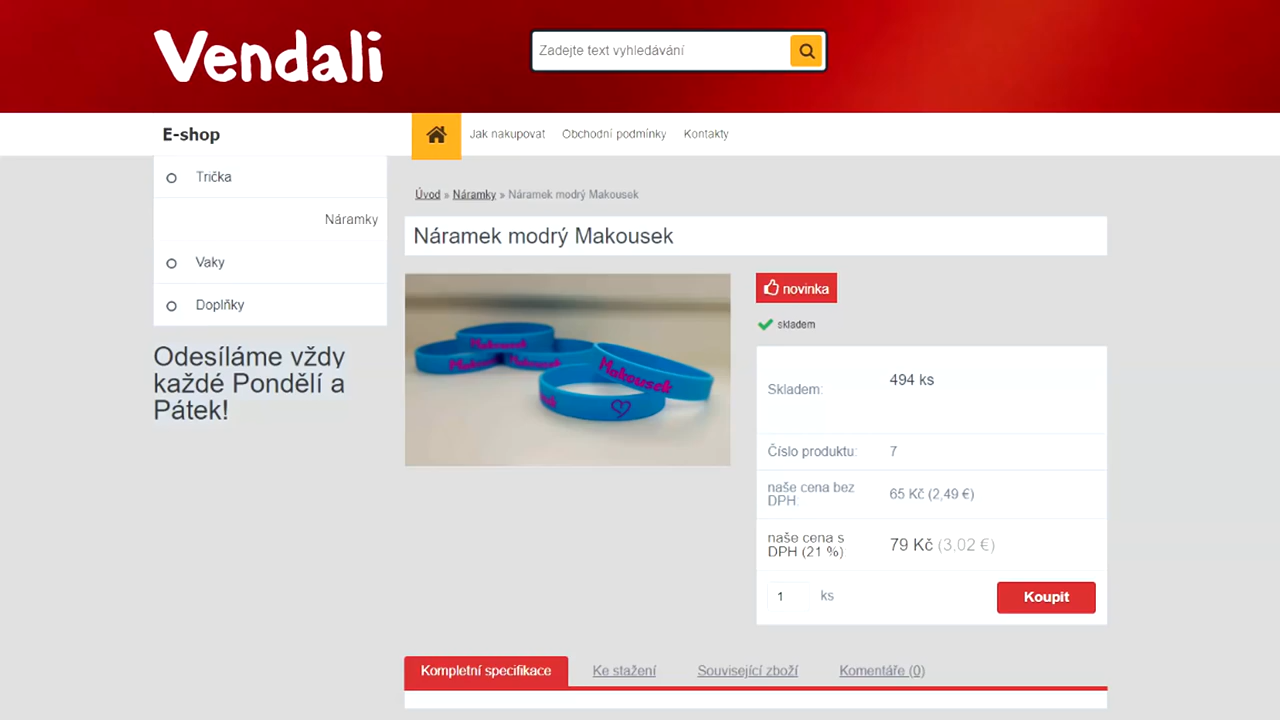 Vendali
Zadejte text vyhledávání
E-shop
Jak nakupovat
Obchodní podmínky
Kontakty
Trička
Náramky
Vaky
Doplňky
Odesíláme vždy
každé Pondělí a
Pátek!
Úvod » Náramky » Náramek modrý Makousek
Náramek modrý Makousek
Makousek
Makousek
Makousek
Makousek
novinka
skladem
Skladem:
494 ks
Číslo produktu:
7
naše cena bez
DPH:
65 Kč (2,49 €)
naše cena s
DPH (21 %)
79 Kč (3.02 €)
1 ks
Koupit
Kompletní specifikace
Ke stažení
Související zboží
Komentáře (0)